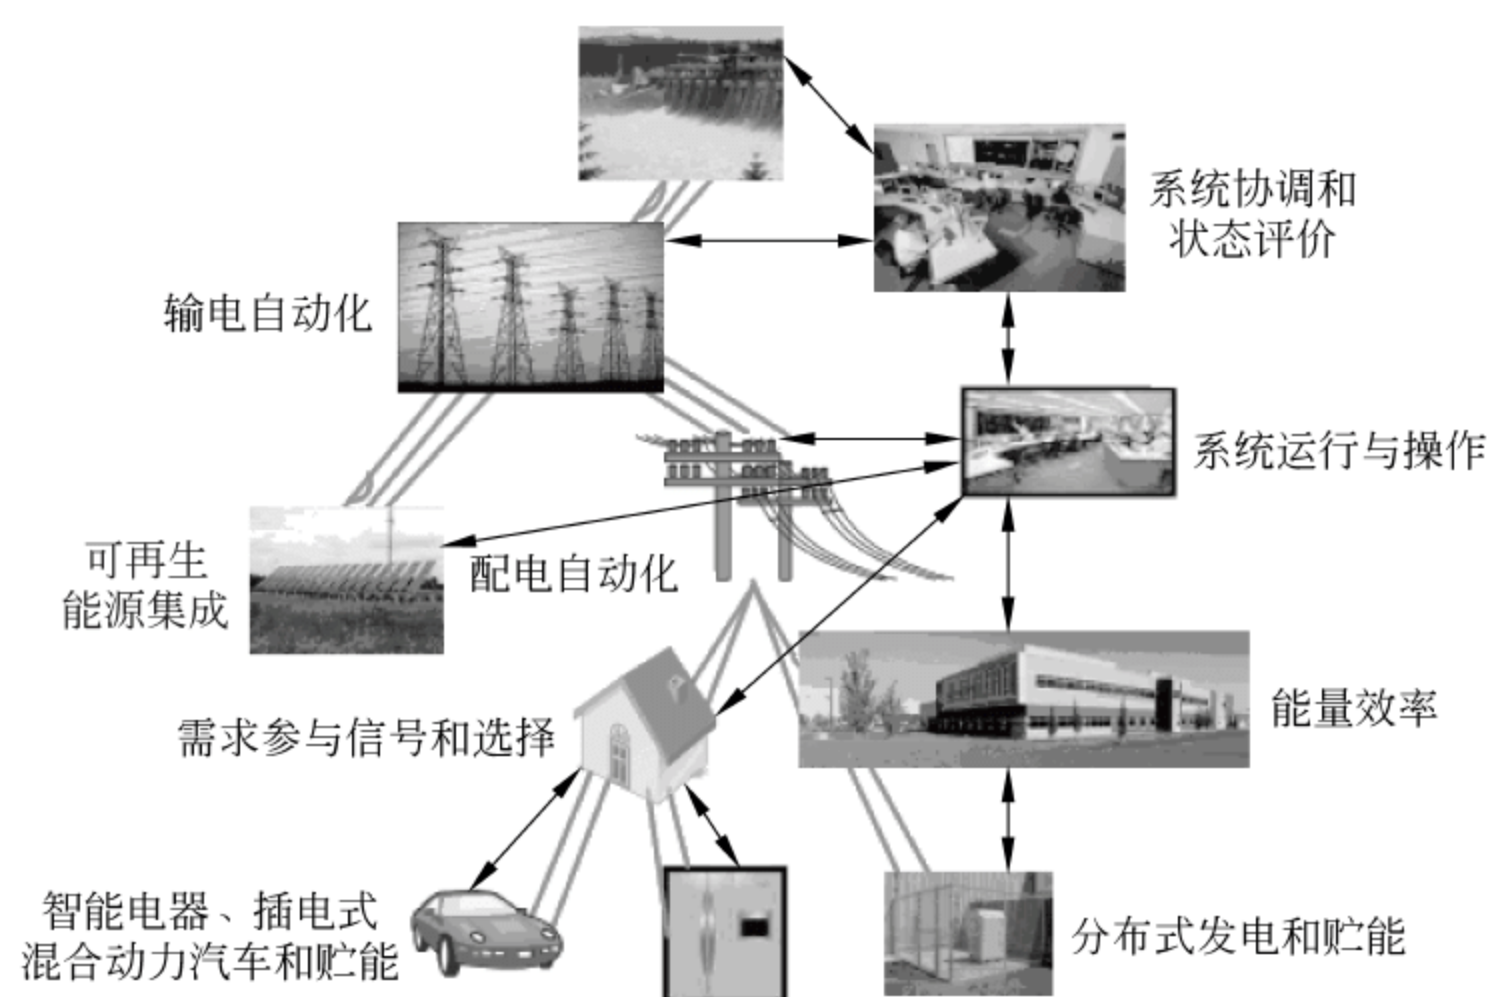 系统协调和
状态评价
输电自动化
系统运行与操作
可再生
能源集成
配电自动化
需求参与信号和选择
能量效率
智能电器、插电式
混合动力汽车和贮能
分布式发电和贮能